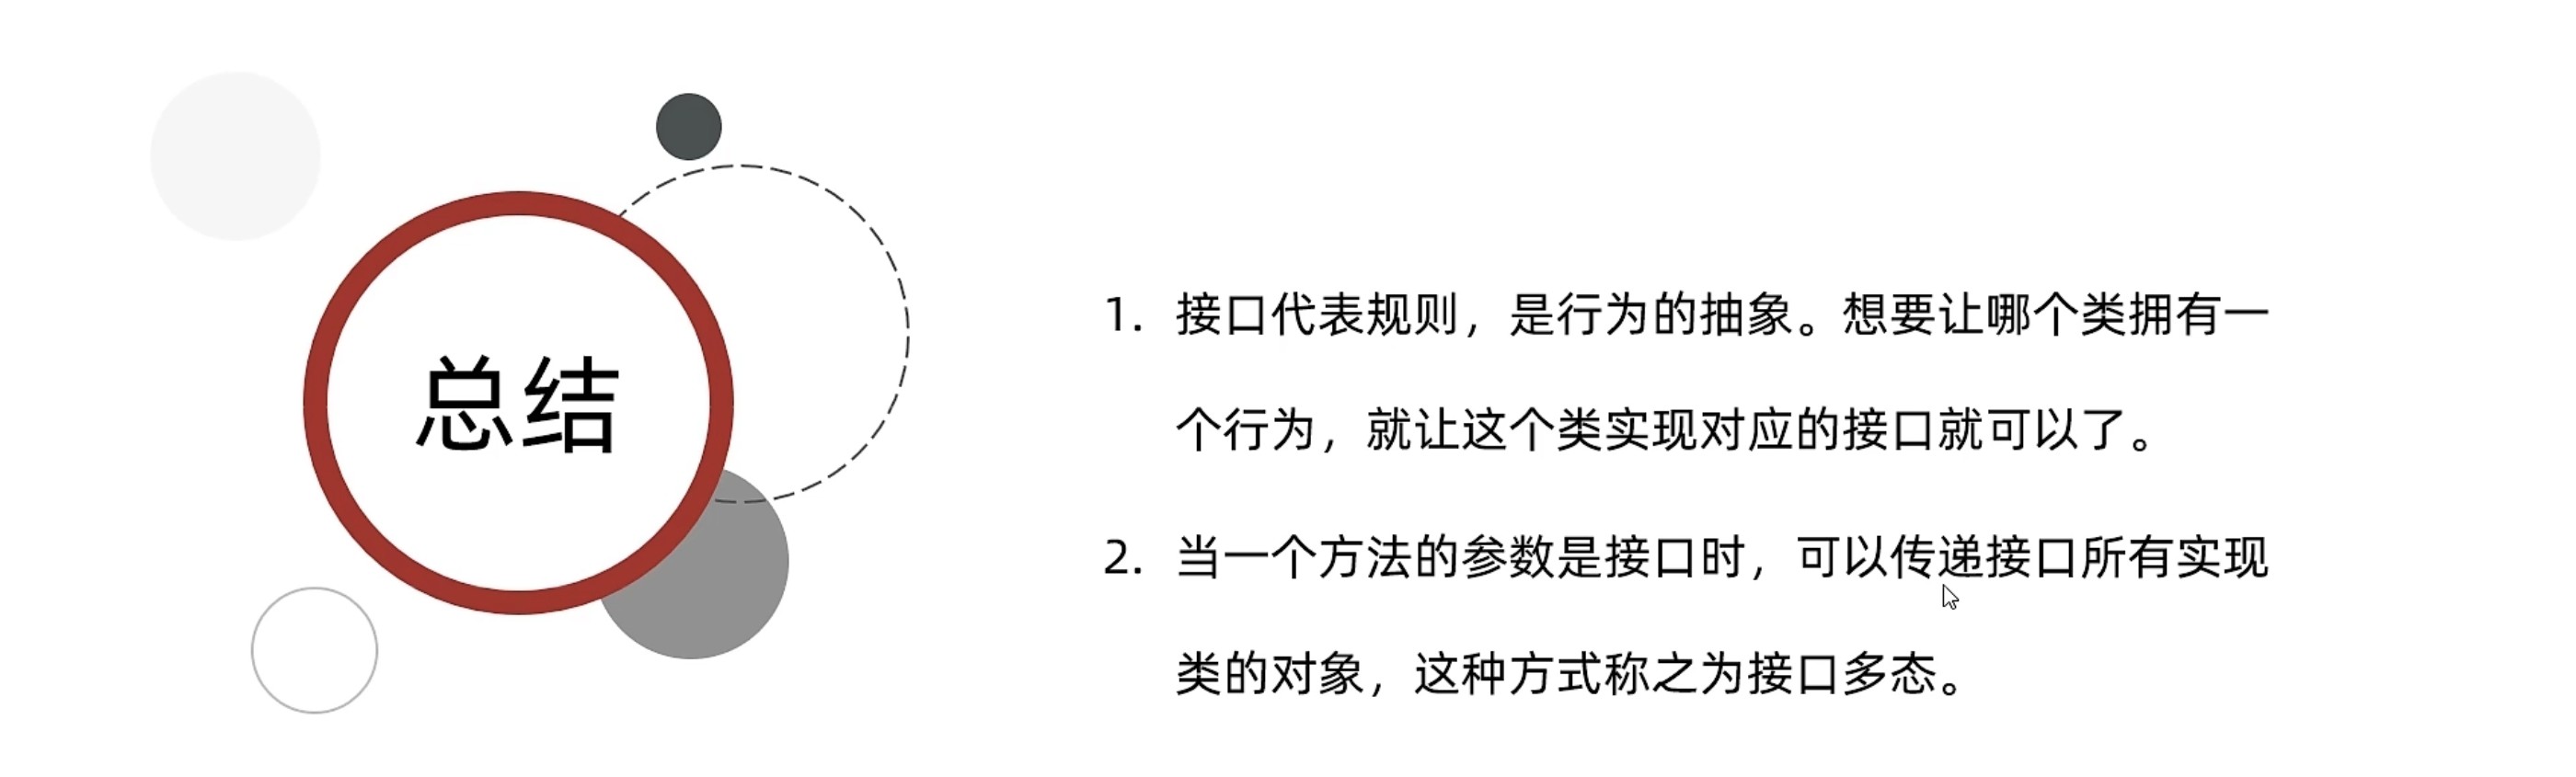 总结
1. 接口代表规则，是行为的抽象。想要让哪个类拥有一
个行为，就让这个类实现对应的接口就可以了。
2. 当一个方法的参数是接口时，可以传递接口所有实现
类的对象，这种方式称之为接口多态。